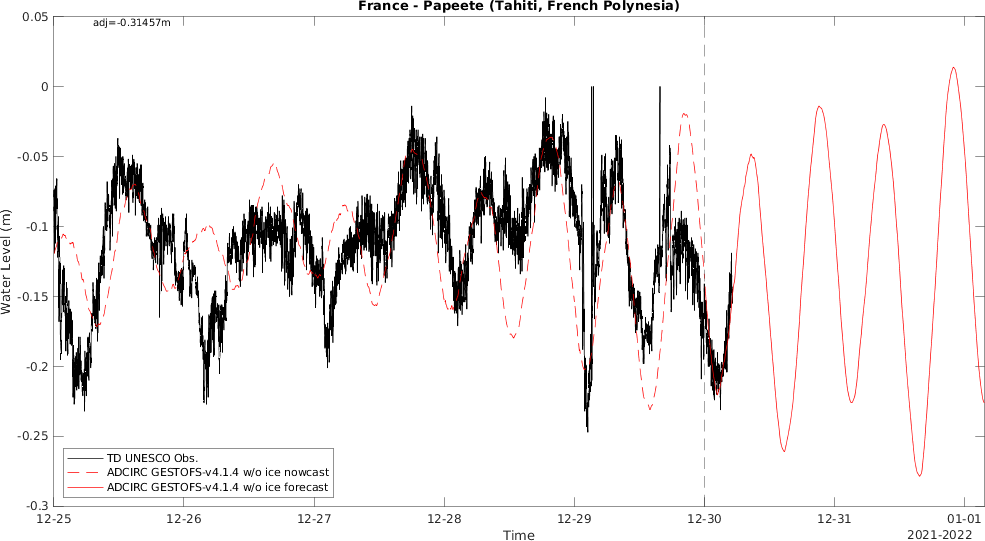 France - Papeete (Tahiti, French Polynesia)
adj=-0.31457m
0.05
0
-0.05
-0.1
-0.15
-0.2
-0.25
-0.3
Water Level (m)
TD UNESCO Obs.
ADCIRC GESTOFS-v4.1.4 w/o ice nowcast
ADCIRC GESTOFS-v4.1.4 w/o ice forecast
12-25 12-26 12-27 12-28 12-29 12-30 12-31 01-01
Time
2021-2022